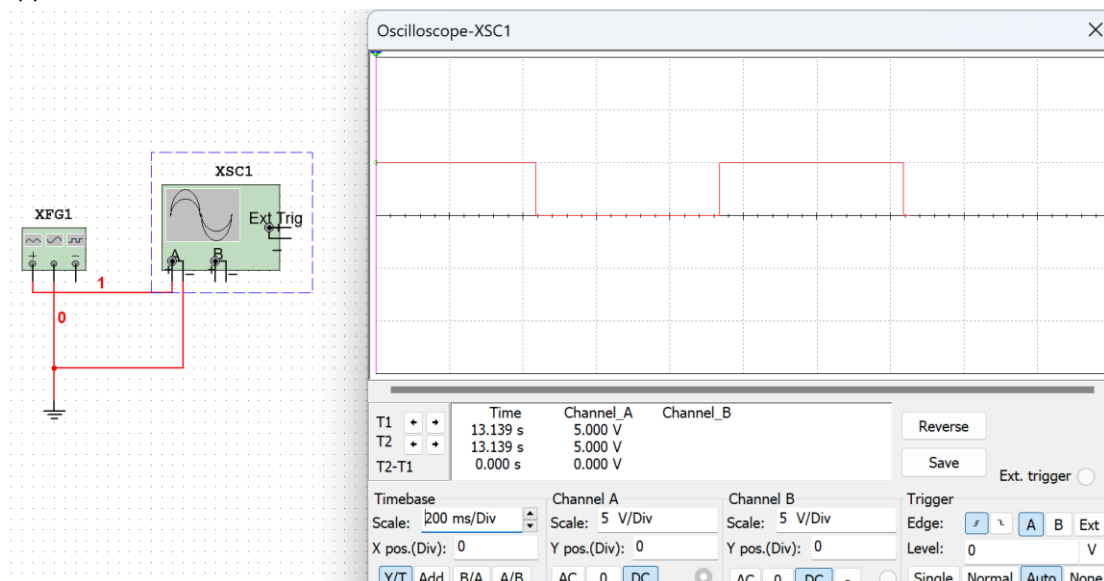 Oscilloscope-XSC1
XSC1
Ext Trig
XFG1
A B
+ - + -
+ -
1
0
Time Channel_A Channel_B
T1 13.139 s 5.000 V
T2 13.139 s 5.000 V
T2-T1 0.000 s 0.000 V
Reverse
Save
Ext. trigger
Timebase
Scale: 200 ms/Div
X pos.(Div): 0
Y/T Add B/A A/B
Channel A
Scale: 5 V/Div
Y pos.(Div): 0
AC 0 DC
Channel B
Scale: 5 V/Div
Y pos.(Div): 0
AC 0 DC -
Trigger
Edge: A B Ext
Level: 0 V
Single Normal Auto None